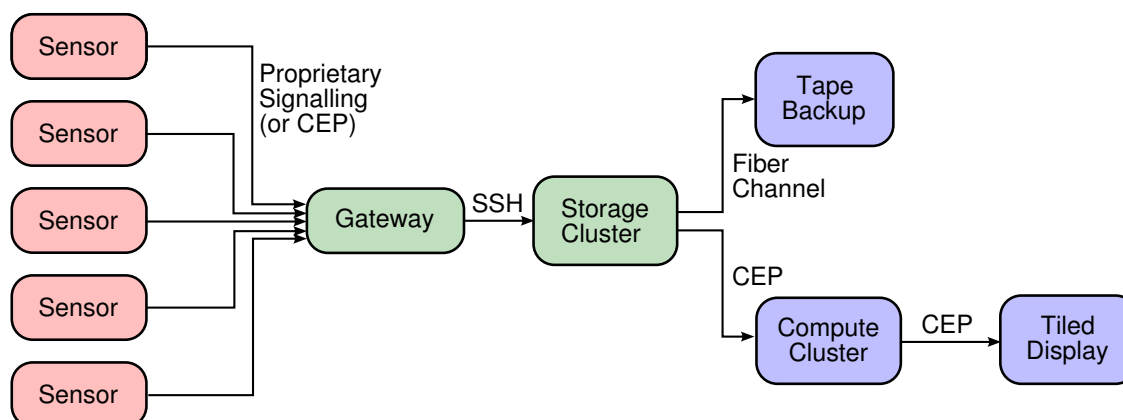 Sensor
Proprietary
Signalling
(or CEP)
Sensor
Sensor
Sensor
Sensor
Gateway
SSH
Storage
Cluster
Tape
Backup
Fiber
Channel
CEP
Compute
Cluster
CEP
Tiled
Display